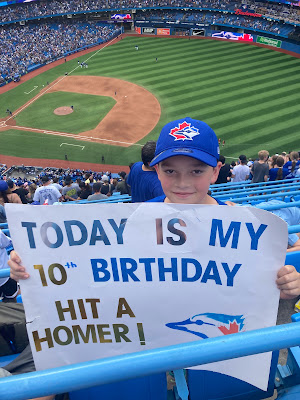 TODAY IS MY
10th BIRTHDAY
HIT A
HOMER!